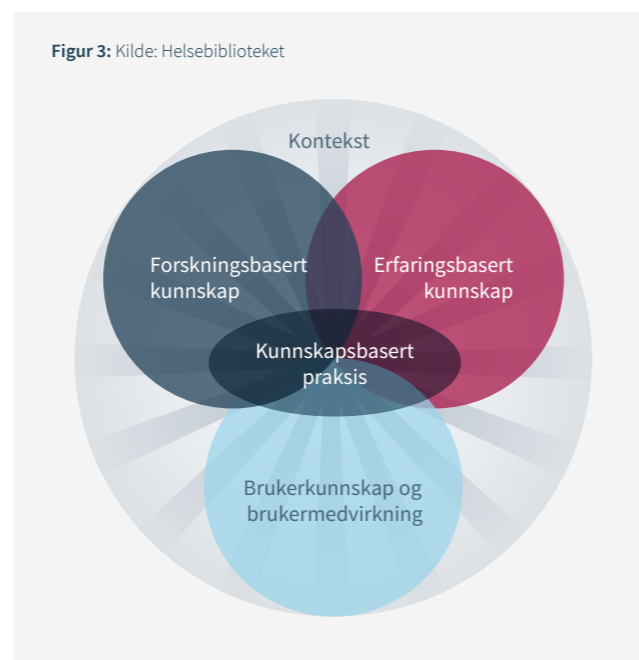 Figur 3: Kilde: Helsebiblioteket
Kontekst
Forskningsbasert
kunnskap
Erfaringsbasert
kunnskap
Kunnskapsbasert
praksis
Brukerkunnskap og
brukermedvirkning